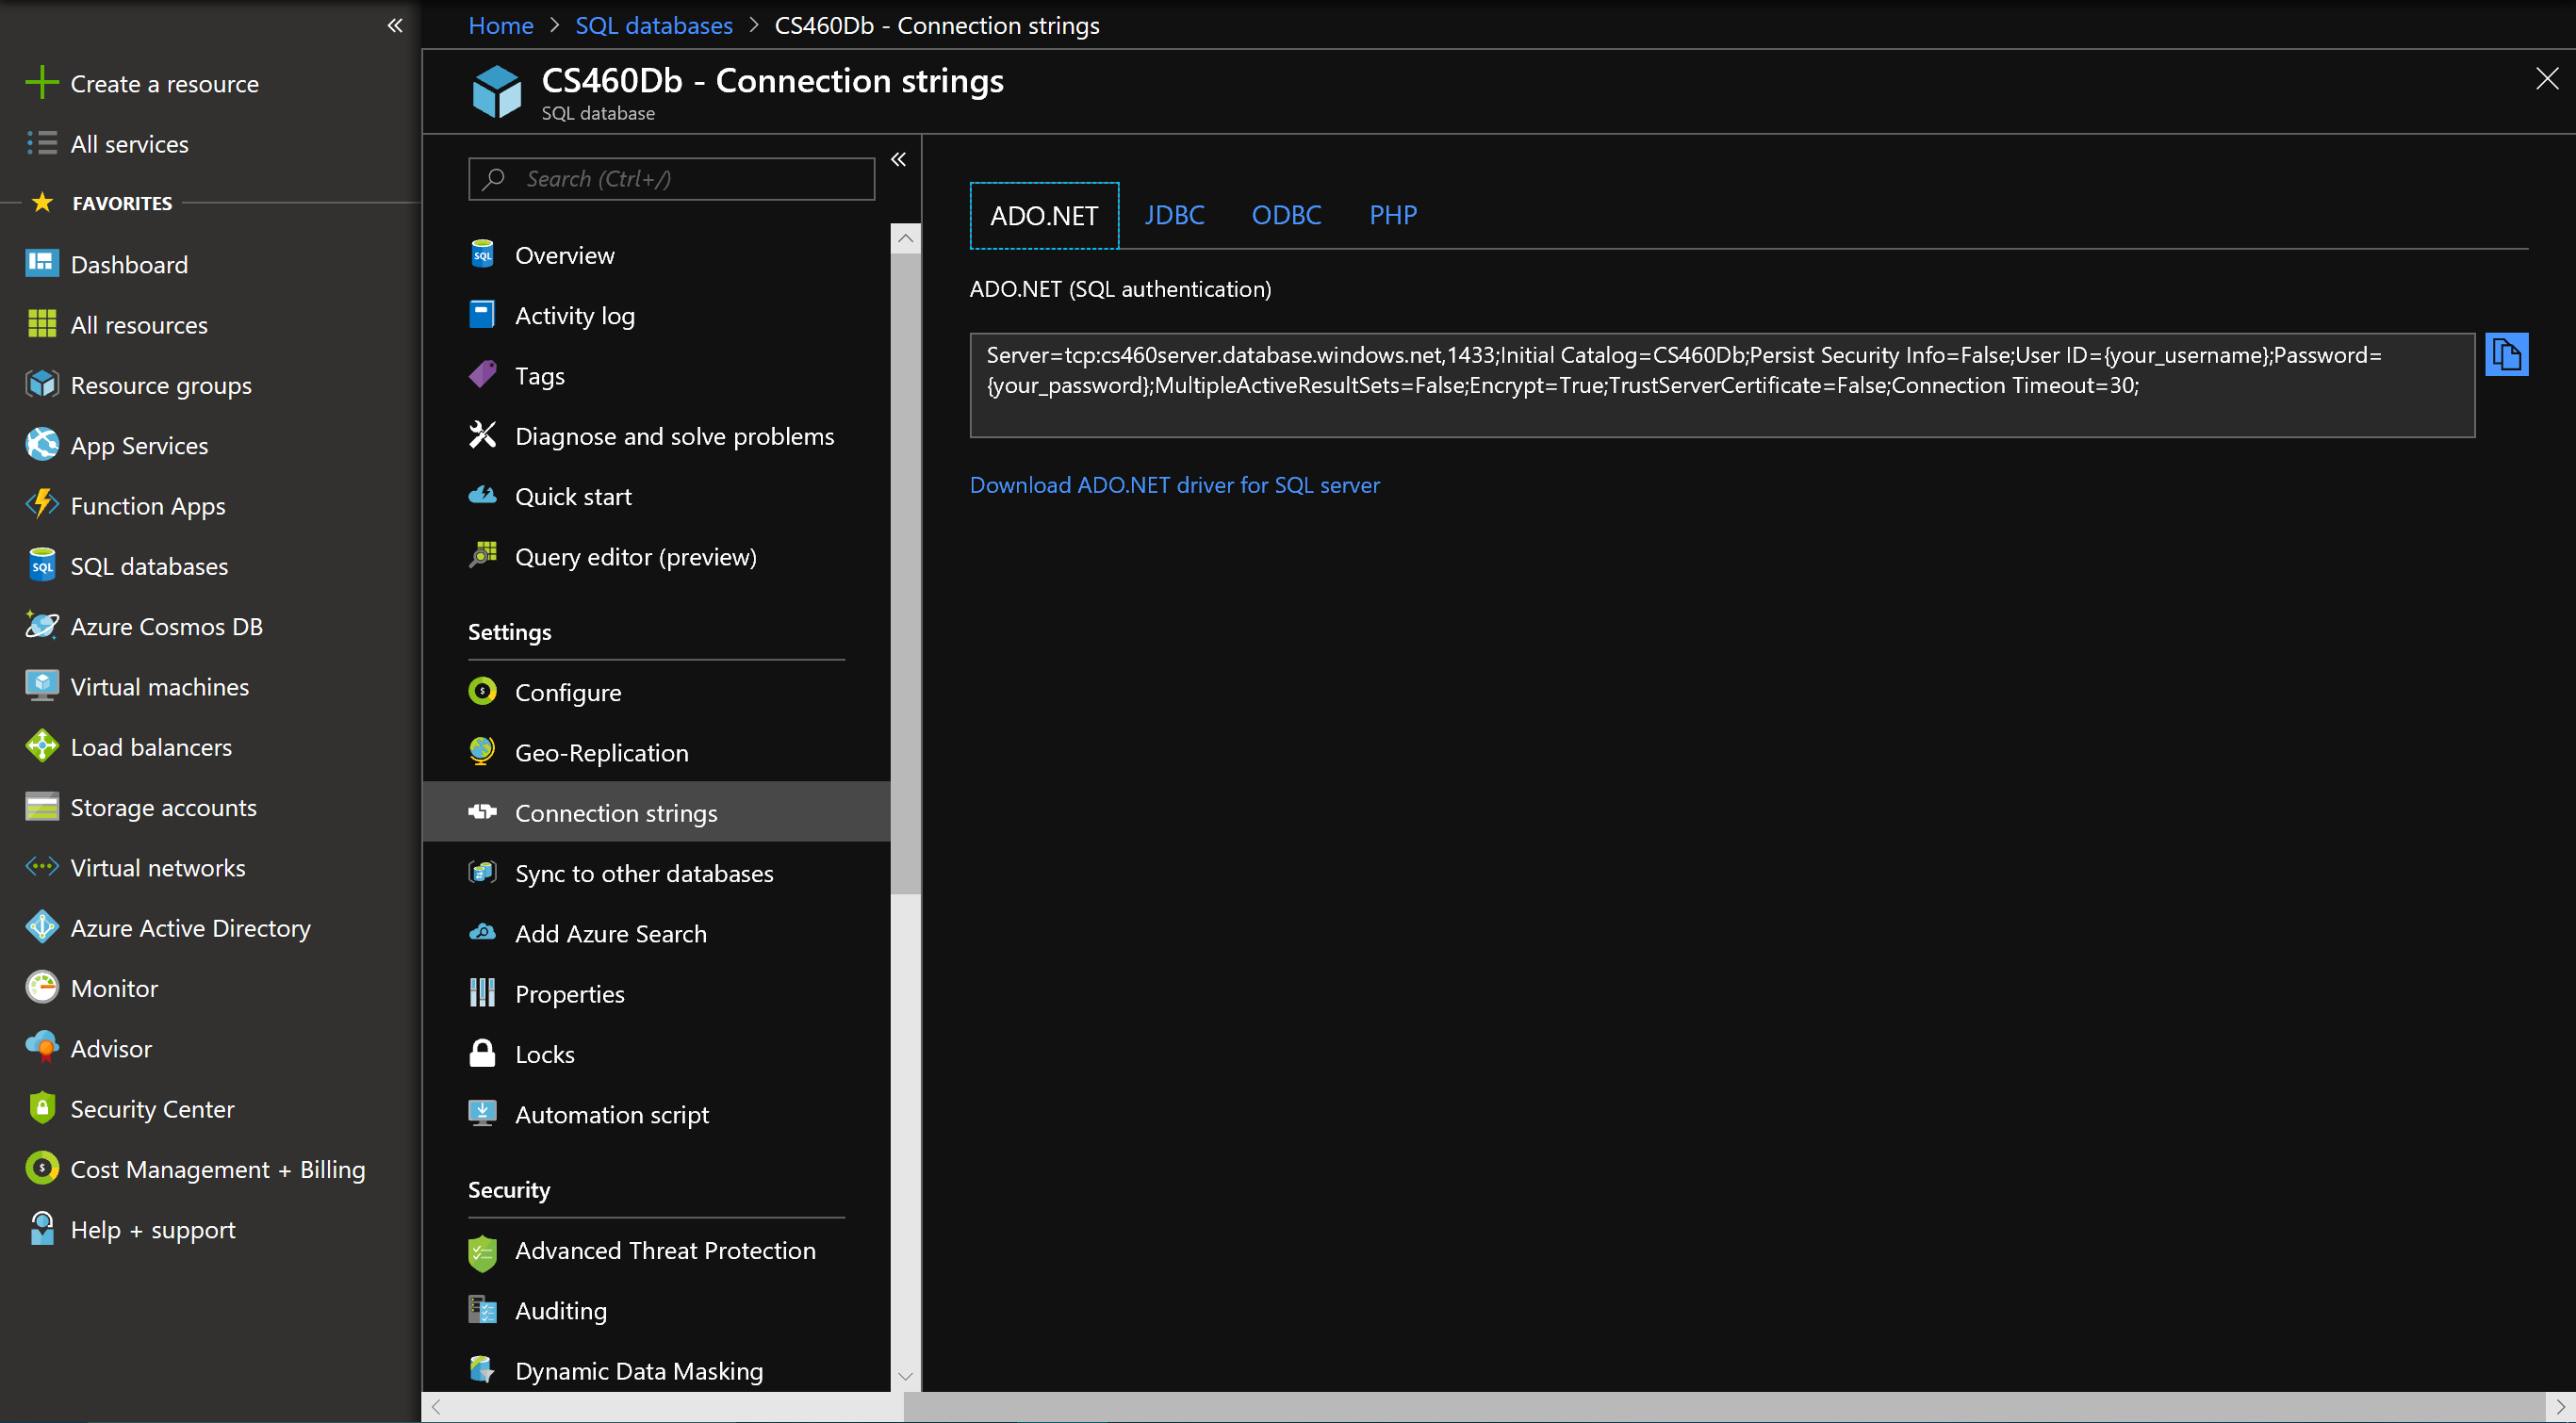 «
Create a resource
All services
FAVORITES
Dashboard
All resources
Resource groups
App Services
Function Apps
SQL databases
Azure Cosmos DB
Virtual machines
Load balancers
Storage accounts
Virtual networks
Azure Active Directory
Monitor
Advisor
Security Center
Cost Management + Billing
Help + support
Home > SQL databases > CS460Db - Connection strings
CS460Db - Connection strings
SQL database
Search (Ctrl+/)
«
Overview
Activity log
Tags
Diagnose and solve problems
Quick start
Query editor (preview)
Settings
Configure
Geo-Replication
Connection strings
Sync to other databases
Add Azure Search
Properties
Locks
Automation script
Security
Advanced Threat Protection
Auditing
Dynamic Data Masking
ADO.NET JDBC ODBC PHP
ADO.NET (SQL authentication)
Server=tcp:cs460server.database.windows.net,1433;Initial Catalog=CS460Db;Persist Security Info=False;User ID={your_username};Password=
{your_password};MultipleActiveResultSets=False;Encrypt=True;TrustServerCertificate=False;Connection Timeout=30;
Download ADO.NET driver for SQL server